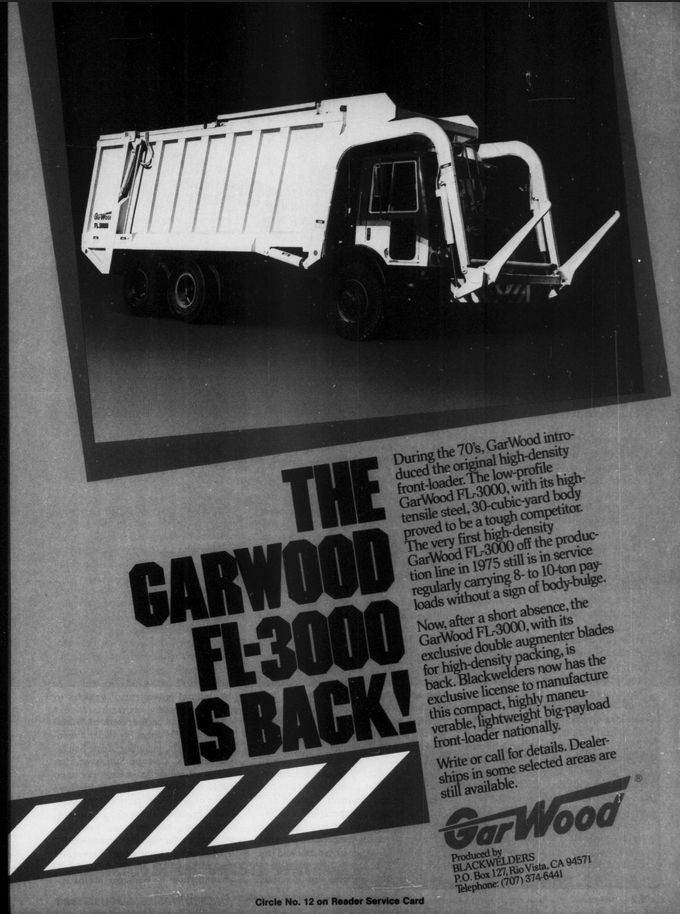 GarWood
FL3000
THE
GARWOOD
FL-3000
IS BACK!
During the 70's, GarWood intro-
duced the original high-density
front-loader. The low-profile
GarWood FL-3000, with its high-
tensile steel, 30-cubic-yard body
proved to be a tough competitor.
The very first high-density
GarWood FL-3000 off the produc-
tion line in 1975 still is in service
regularly carrying 8- to 10-ton pay-
loads without a sign of body-bulge.
Now, after a short absence, the
GarWood FL-3000, with its
exclusive double augmenter blades
for high-density packing, is
back. Blackwelders now has the
exclusive license to manufacture
this compact, highly maneu-
verable, lightweight big-payload
front-loader nationally.
Write or call for details. Dealer-
ships in some selected areas are
still available.
GarWood®
Produced by
BLACKWELDERS
P.O. Box 127, Rio Vista, CA 94571
Telephone: (707) 374-6441
Circle No. 12 on Reader Service Card